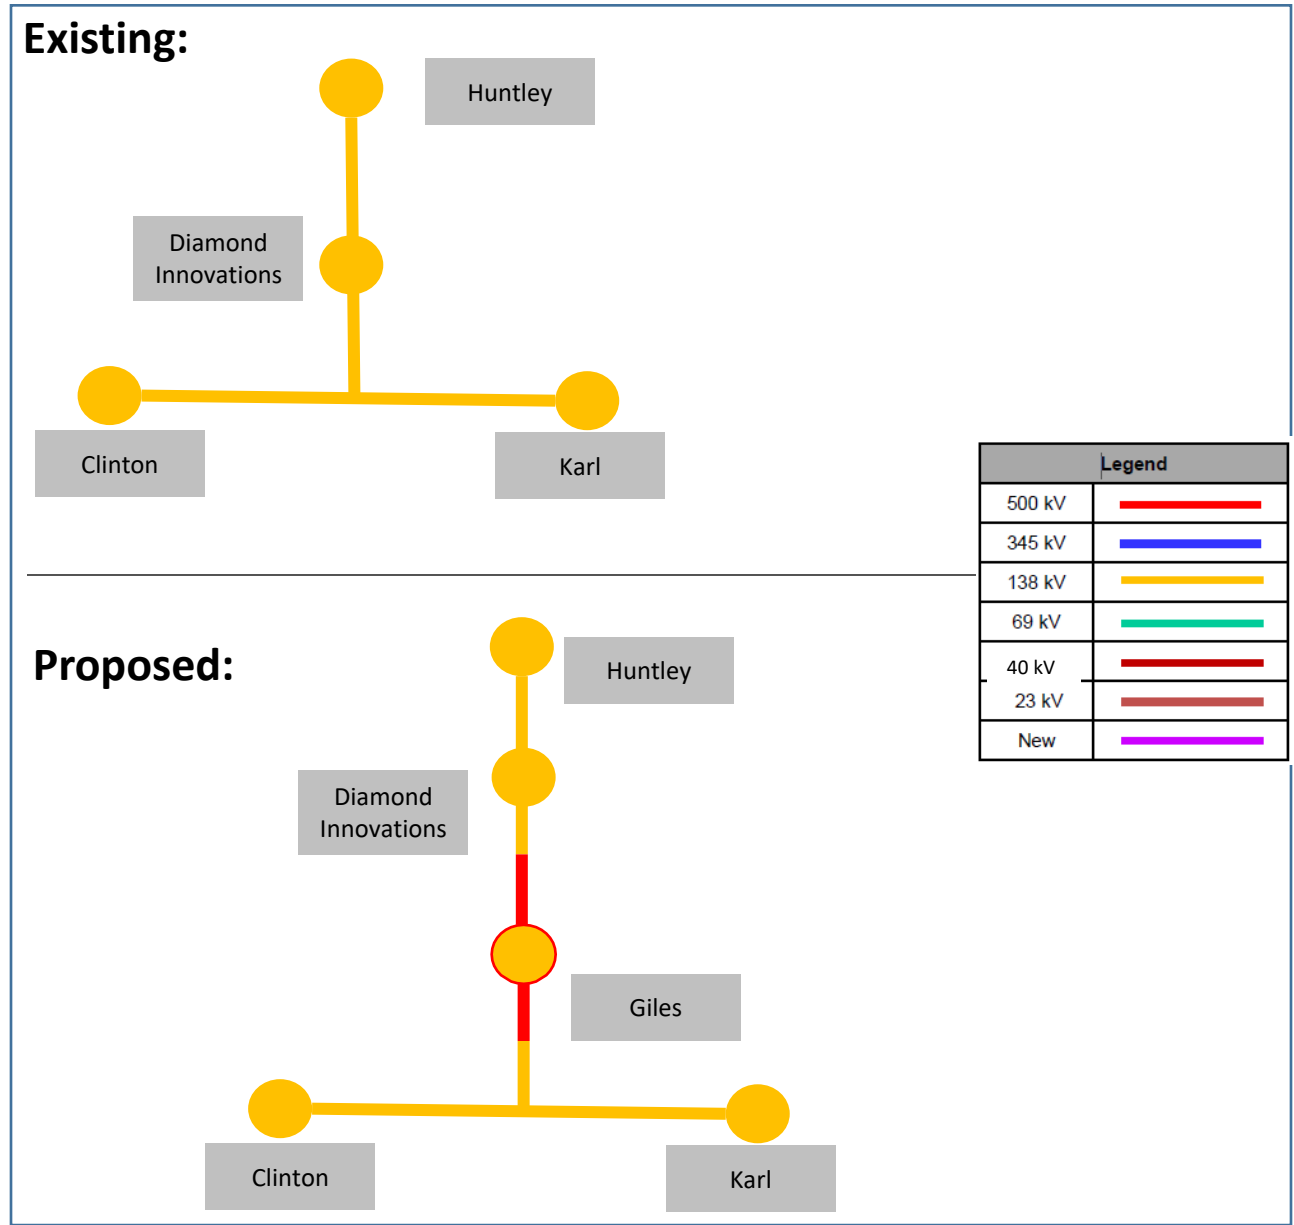 Existing:
Huntley
Diamond
Innovations
Clinton
Karl
Legend
500 kV
345 kV
138 kV
69 kV
40 kV
23 kV
New
Proposed:
Huntley
Diamond
Innovations
Giles
Clinton
Karl